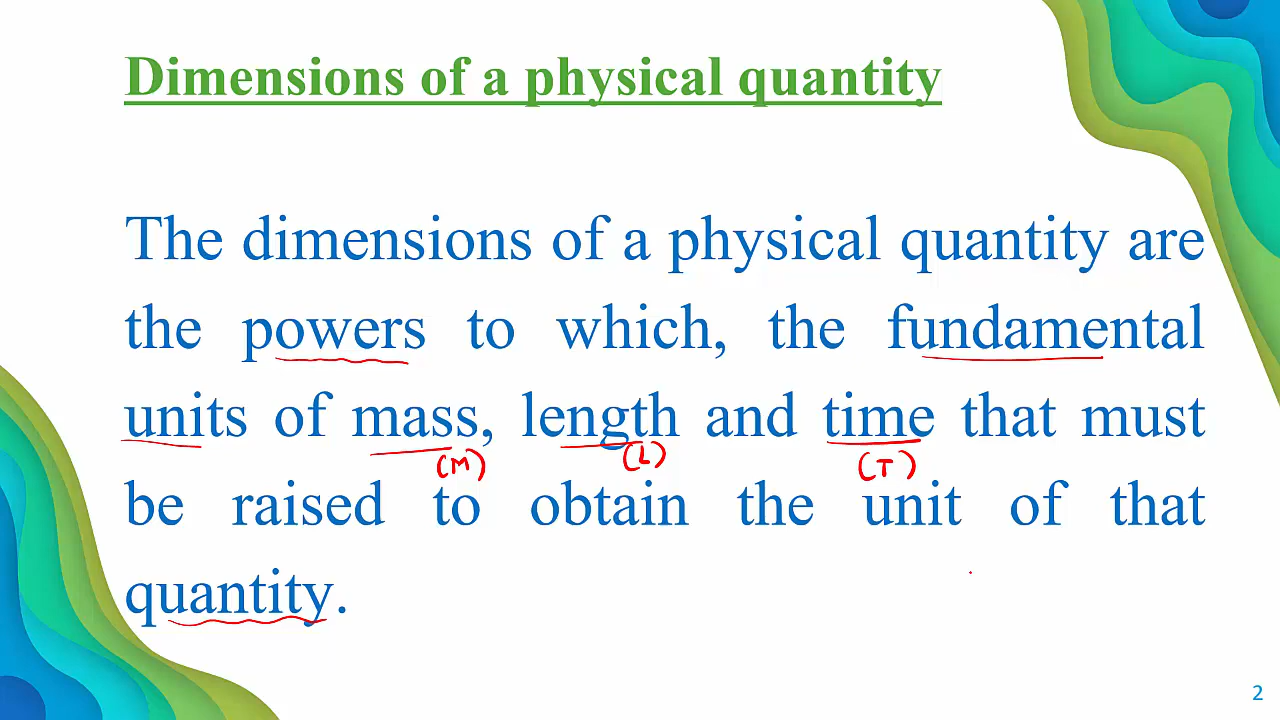 Dimensions of a physical quantity
The dimensions of a physical quantity are
the powers to which, the fundamental
units of mass, length and time that must
(M) (L) (T)
be raised to obtain the unit of that
quantity.
2